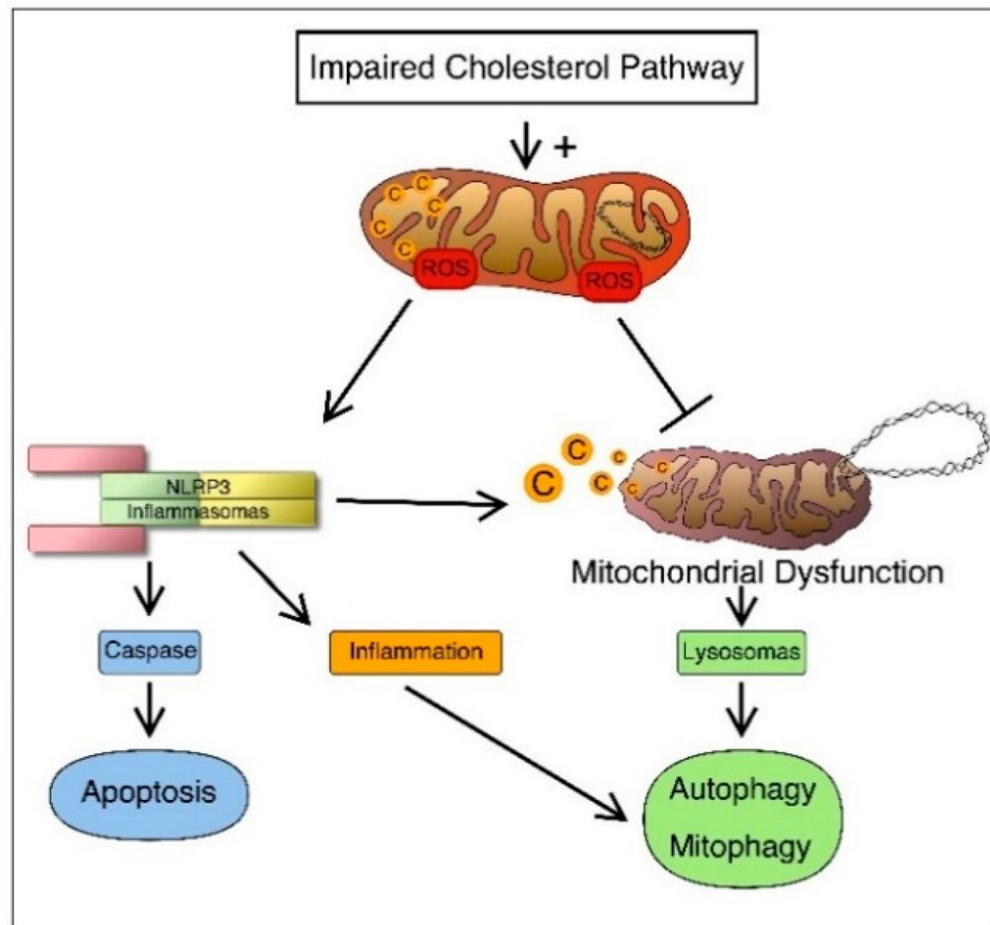 Impaired Cholesterol Pathway
+
C
C
C
C
C
C
ROS
ROS
NLRP3
Inflammasomas
C
C
C
C
C
C
C
Mitochondrial Dysfunction
Caspase
Inflammation
Lysosomas
Apoptosis
Autophagy
Mitophagy